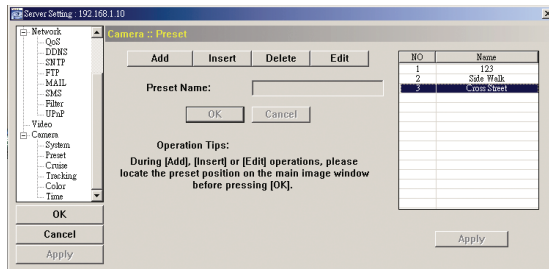 Server Setting : 192.168.1.10
Network
QoS
DDNS
SNTP
FTP
MAIL
SMS
Filter
UPnP
Video
Camera
System
Preset
Cruise
Tracking
Color
Time
OK
Cancel
Apply
Camera :: Preset
Add Insert Delete Edit
Preset Name:
OK Cancel
Operation Tips:
During [Add], [Insert] or [Edit] operations, please
locate the preset position on the main image window
before pressing [OK].
NO Name
1 123
2 Side Walk
3 Cross Street
Apply